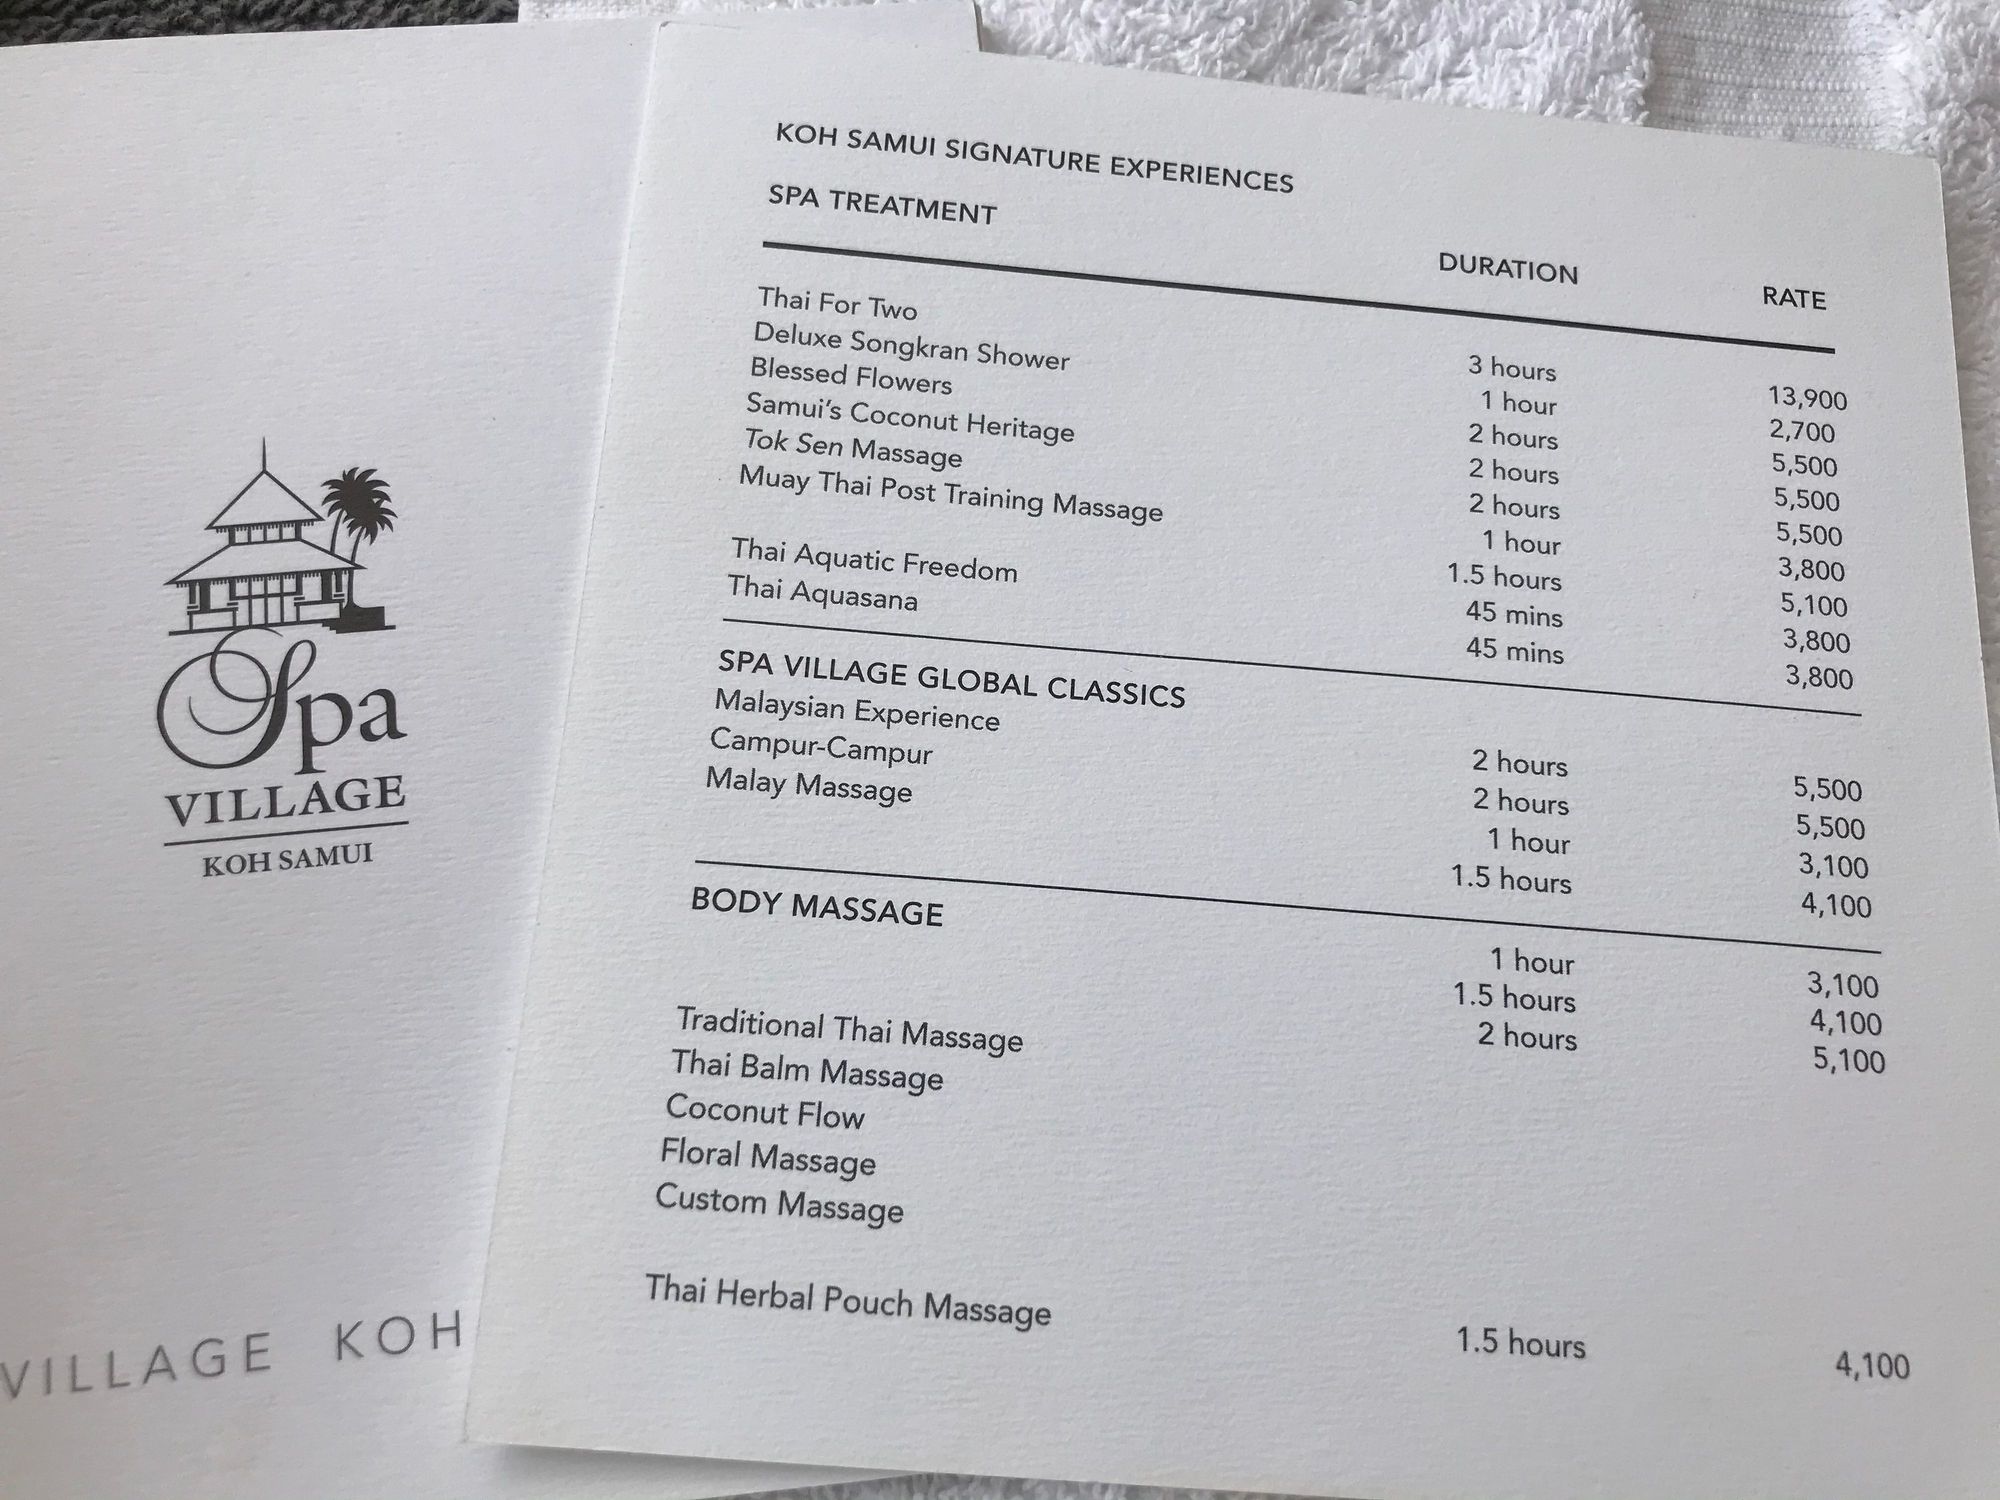 Spa
VILLAGE
KOH SAMUI
VILLAGE KOH
KOH SAMUI SIGNATURE EXPERIENCES
SPA TREATMENT DURATION RATE
Thai For Two 3 hours 13,900
Deluxe Songkran Shower 1 hour 2,700
Blessed Flowers 2 hours 5,500
Samui's Coconut Heritage 2 hours 5,500
Tok Sen Massage 2 hours 5,500
Muay Thai Post Training Massage 1 hour 3,800
1.5 hours 5,100
Thai Aquatic Freedom 45 mins 3,800
Thai Aquasana 45 mins 3,800
SPA VILLAGE GLOBAL CLASSICS
Malaysian Experience 2 hours 5,500
Campur-Campur 2 hours 5,500
Malay Massage 1 hour 3,100
1.5 hours 4,100
BODY MASSAGE
1 hour 3,100
1.5 hours 4,100
2 hours 5,100
Traditional Thai Massage
Thai Balm Massage
Coconut Flow
Floral Massage
Custom Massage
Thai Herbal Pouch Massage 1.5 hours 4,100